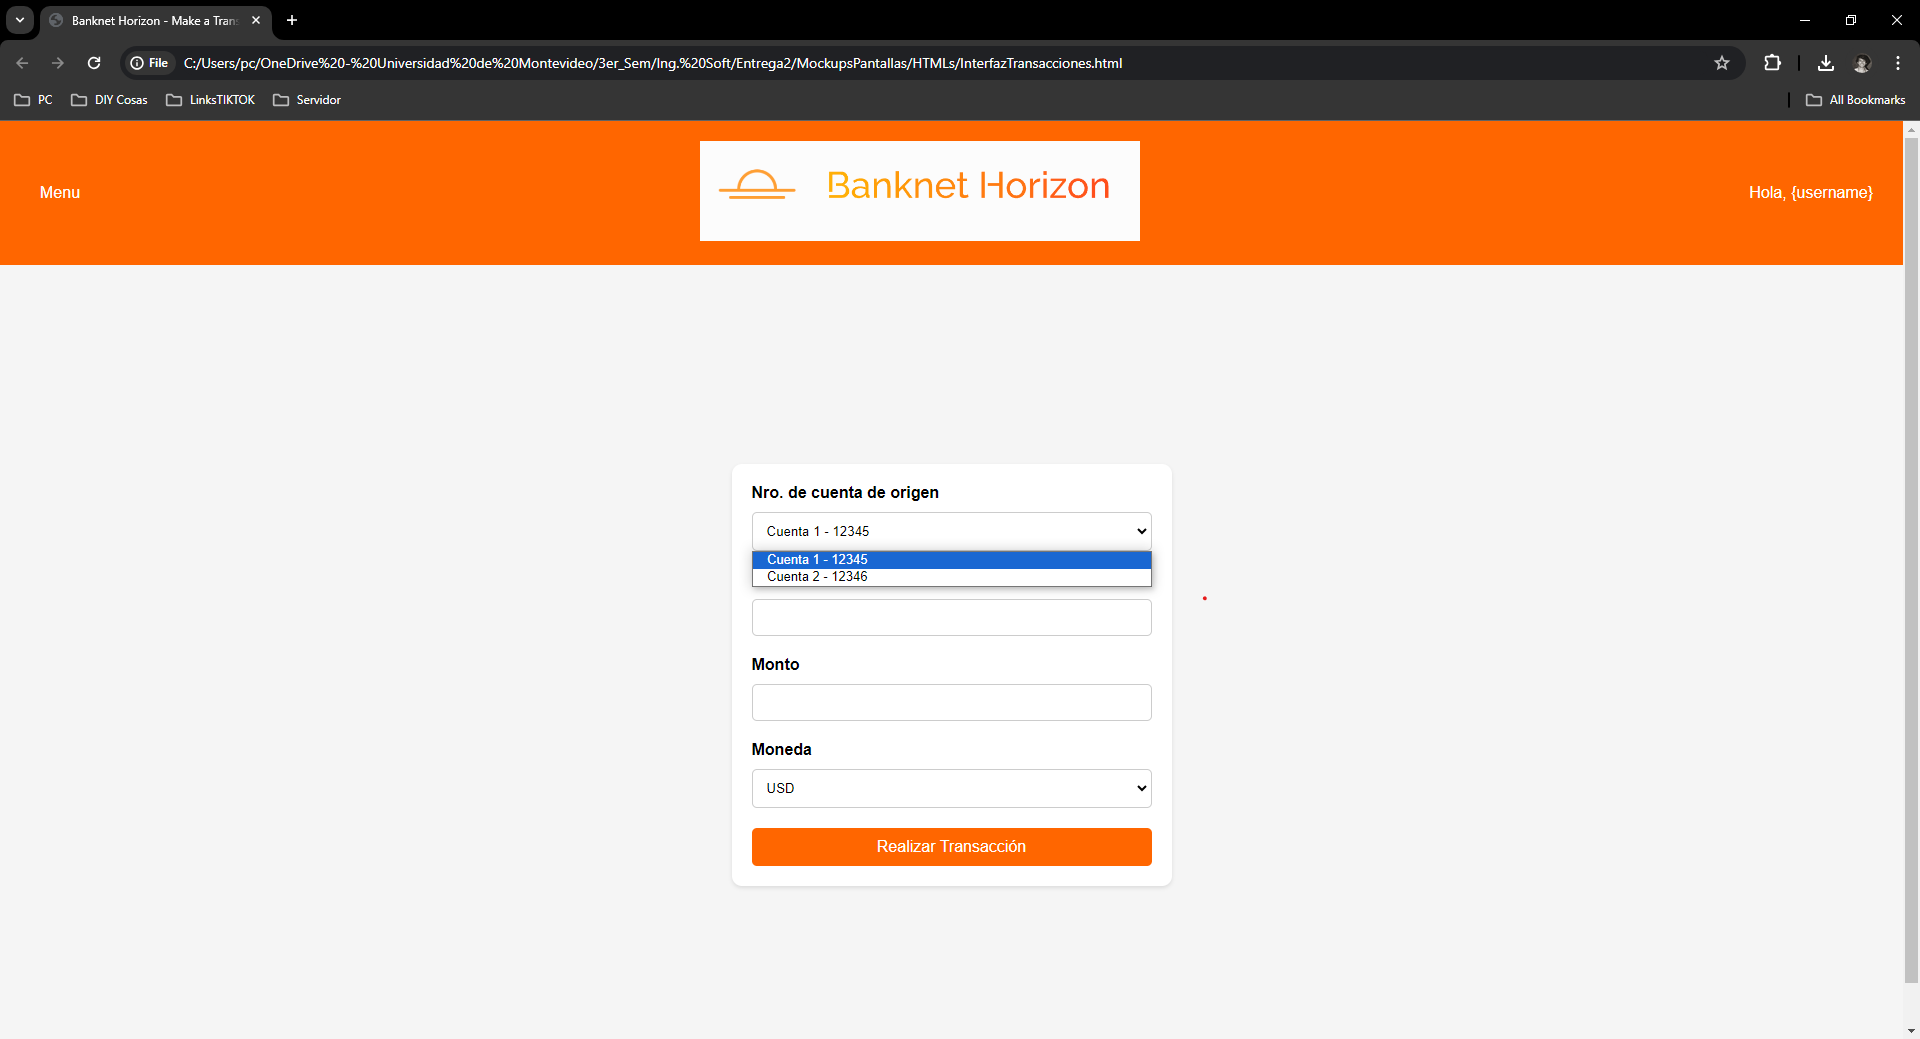 Banknet Horizon - Make a Tran
File
C:/Users/pc/OneDrive%20-%20Universidad%20de%20Montevideo/3er_Sem/Ing.%20Soft/Entrega2/MockupsPantallas/HTMLs/InterfazTransacciones.html
PC DIY Cosas LinksTIKTOK Servidor All Bookmarks
Menu
Banknet Horizon
Hola, {username}
Nro. de cuenta de origen
Cuenta 1 - 12345
Cuenta 1 - 12345
Cuenta 2 - 12346
Monto
Moneda
USD
Realizar Transacción